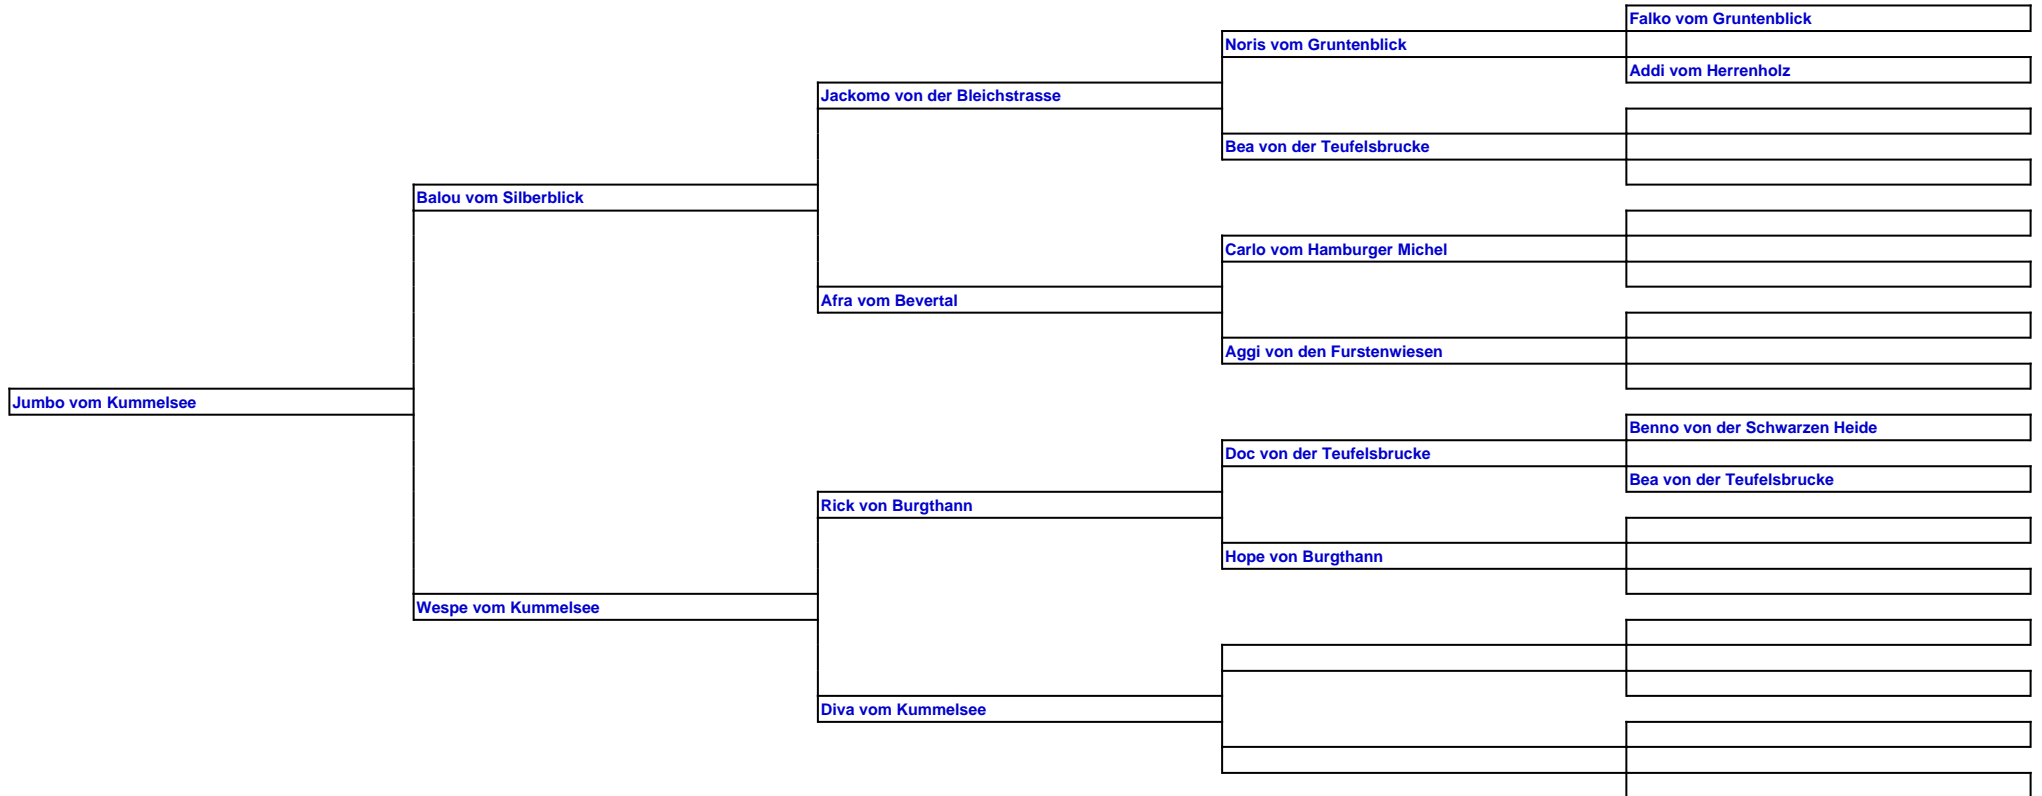 Falko vom Gruntenblick
Noris vom Gruntenblick
Addi vom Herrenholz
Jackomo von der Bleichstrasse
Bea von der Teufelsbrucke
Balou vom Silberblick
Carlo vom Hamburger Michel
Afra vom Bevertal
Aggi von den Furstenwiesen
Jumbo vom Kummelsee
Benno von der Schwarzen Heide
Doc von der Teufelsbrucke
Bea von der Teufelsbrucke
Rick von Burgthann
Hope von Burgthann
Wespe vom Kummelsee
Diva vom Kummelsee